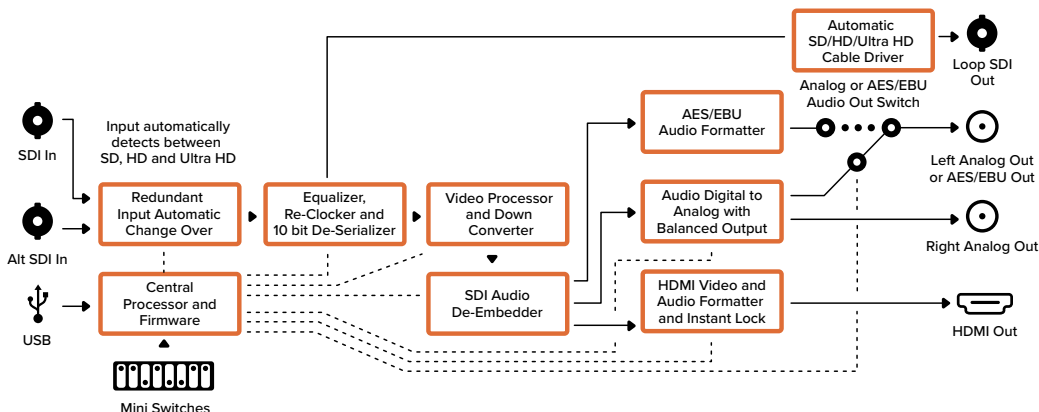 Automatic
SD/HD/Ultra HD
Cable Driver
Loop SDI
Out
Analog or AES/EBU
Audio Out Switch
SDI In
Input automatically
detects between
SD, HD and Ultra HD
AES/EBU
Audio Formatter
Left Analog Out
or AES/EBU Out
Alt SDI In
Redundant
Input Automatic
Change Over
Equalizer,
Re-Clocker and
10 bit De-Serializer
Video Processor
and Down
Converter
Audio Digital to
Analog with
Balanced Output
Right Analog Out
USB
Central
Processor and
Firmware
SDI Audio
De-Embedder
HDMI Video and
Audio Formatter
and Instant Lock
HDMI Out
Mini Switches